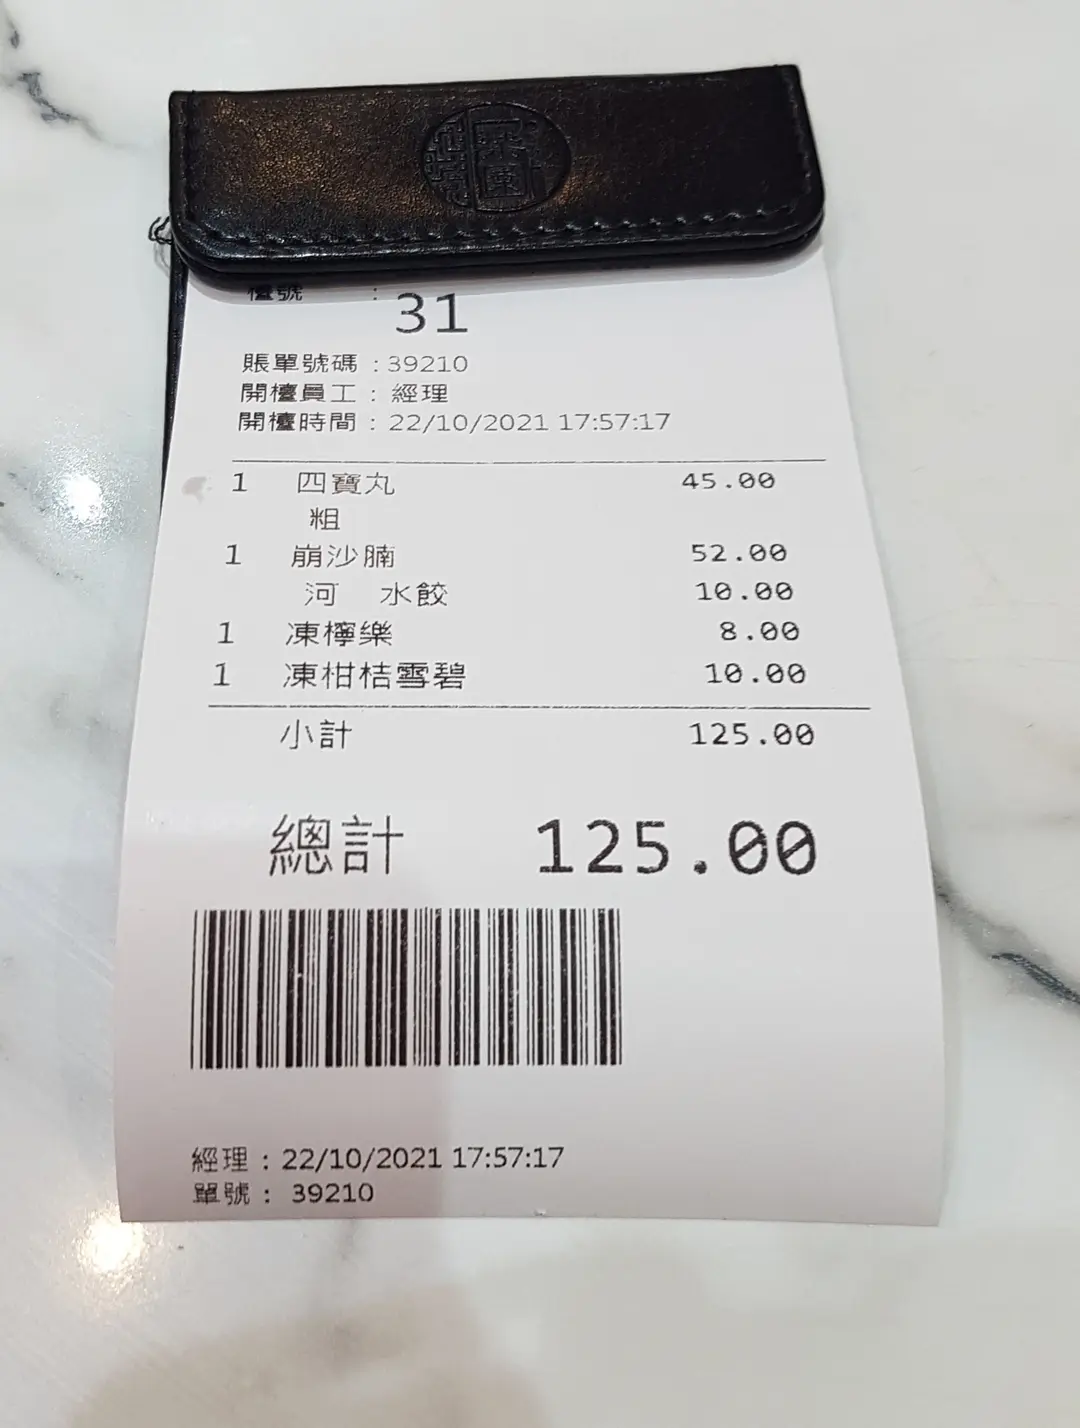 檯號 :
31
賬單號碼 : 39210
開檯員工 : 經理
開檯時間 : 22/10/2021 17:57:17
1 四寶丸 45.00
粗
1 崩沙腩 52.00
河 水餃 10.00
1 凍檸樂 8.00
1 凍柑桔雪碧 10.00
小計 125.00
總計 125.00
經理 : 22/10/2021 17:57:17
單號 : 39210